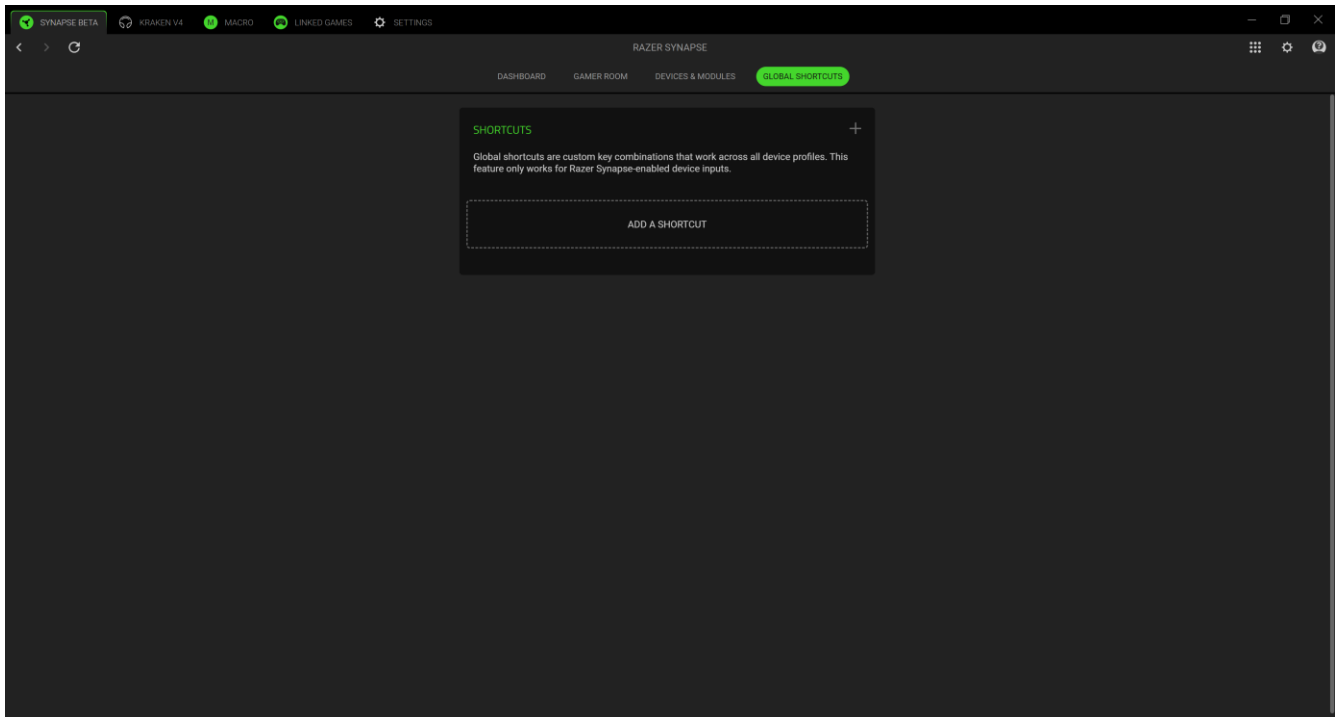 SYNAPSE BETA
KRAKEN V4
M MACRO
LINKED GAMES
SETTINGS
RAZER SYNAPSE
DASHBOARD
GAMER ROOM
DEVICES & MODULES
GLOBAL SHORTCUTS
SHORTCUTS
Global shortcuts are custom key combinations that work across all device profiles. This
feature only works for Razer Synapse-enabled device inputs.
ADD A SHORTCUT